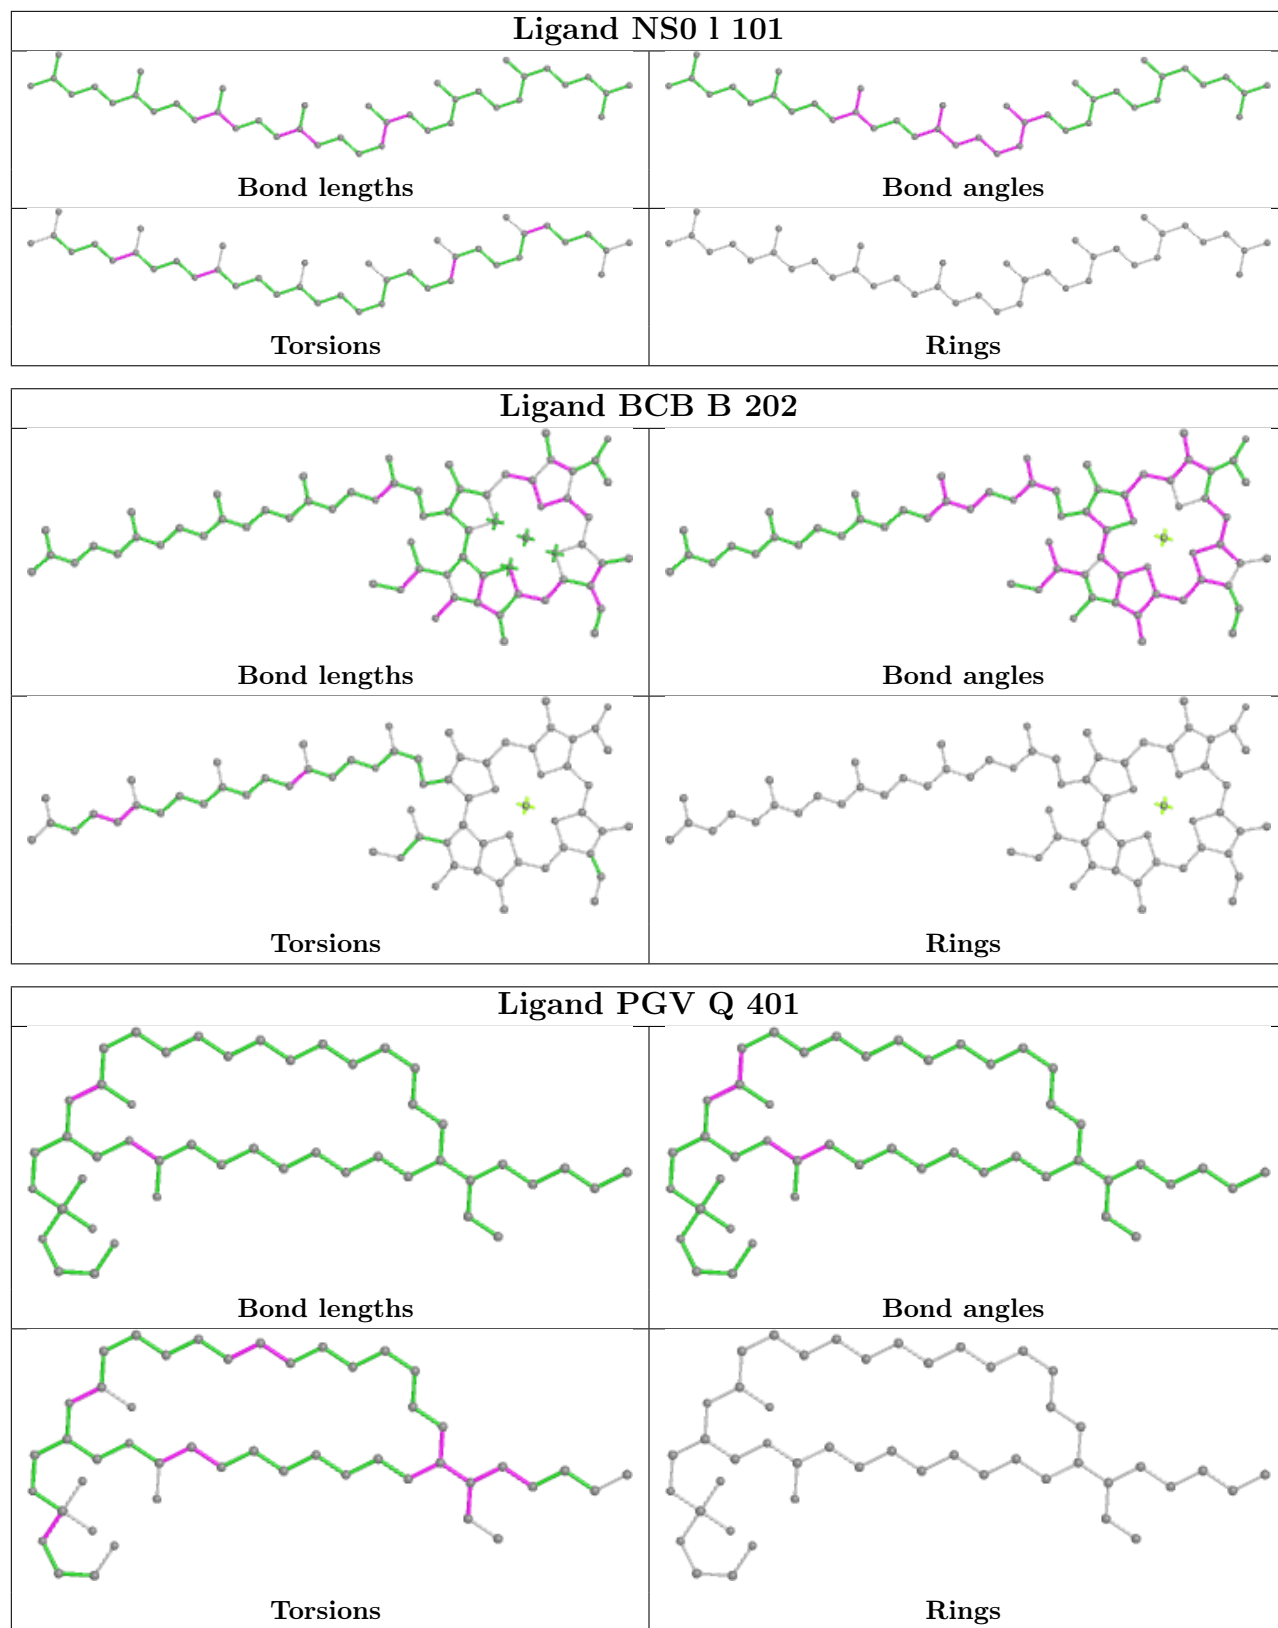 Ligand NS0 l 101
Bond lengths
Bond angles
Torsions
Rings
Ligand BCB B 202
Bond lengths
Bond angles
Torsions
Rings
Ligand PGV Q 401
Bond lengths
Bond angles
Torsions
Rings